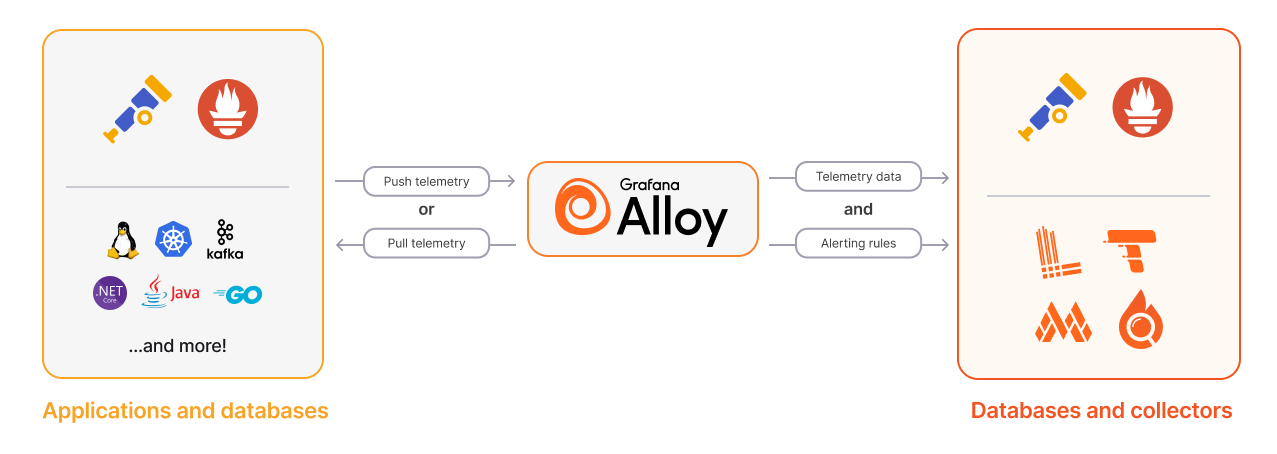 kafka
.NET
Core
Java
GO
...and more!
Applications and databases
Push telemetry
or
Pull telemetry
Grafana
Alloy
Telemetry data
and
Alerting rules
Databases and collectors